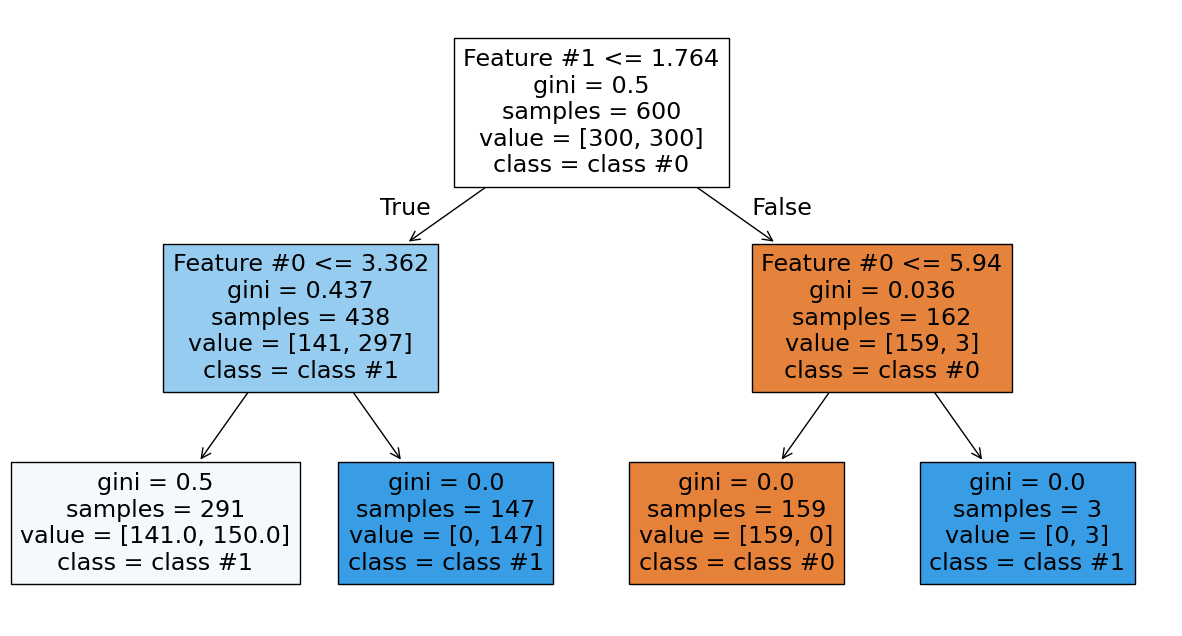 Feature #1 <= 1.764
gini = 0.5
samples = 600
value = [300, 300]
class = class #0
True
False
Feature #0 <= 3.362
gini = 0.437
samples = 438
value = [141, 297]
class = class #1
Feature #0 <= 5.94
gini = 0.036
samples = 162
value = [159, 3]
class = class #0
gini = 0.5
samples = 291
value = [141.0, 150.0]
class = class #1
gini = 0.0
samples = 147
value = [0, 147]
class = class #1
gini = 0.0
samples = 159
value = [159, 0]
class = class #0
gini = 0.0
samples = 3
value = [0, 3]
class = class #1